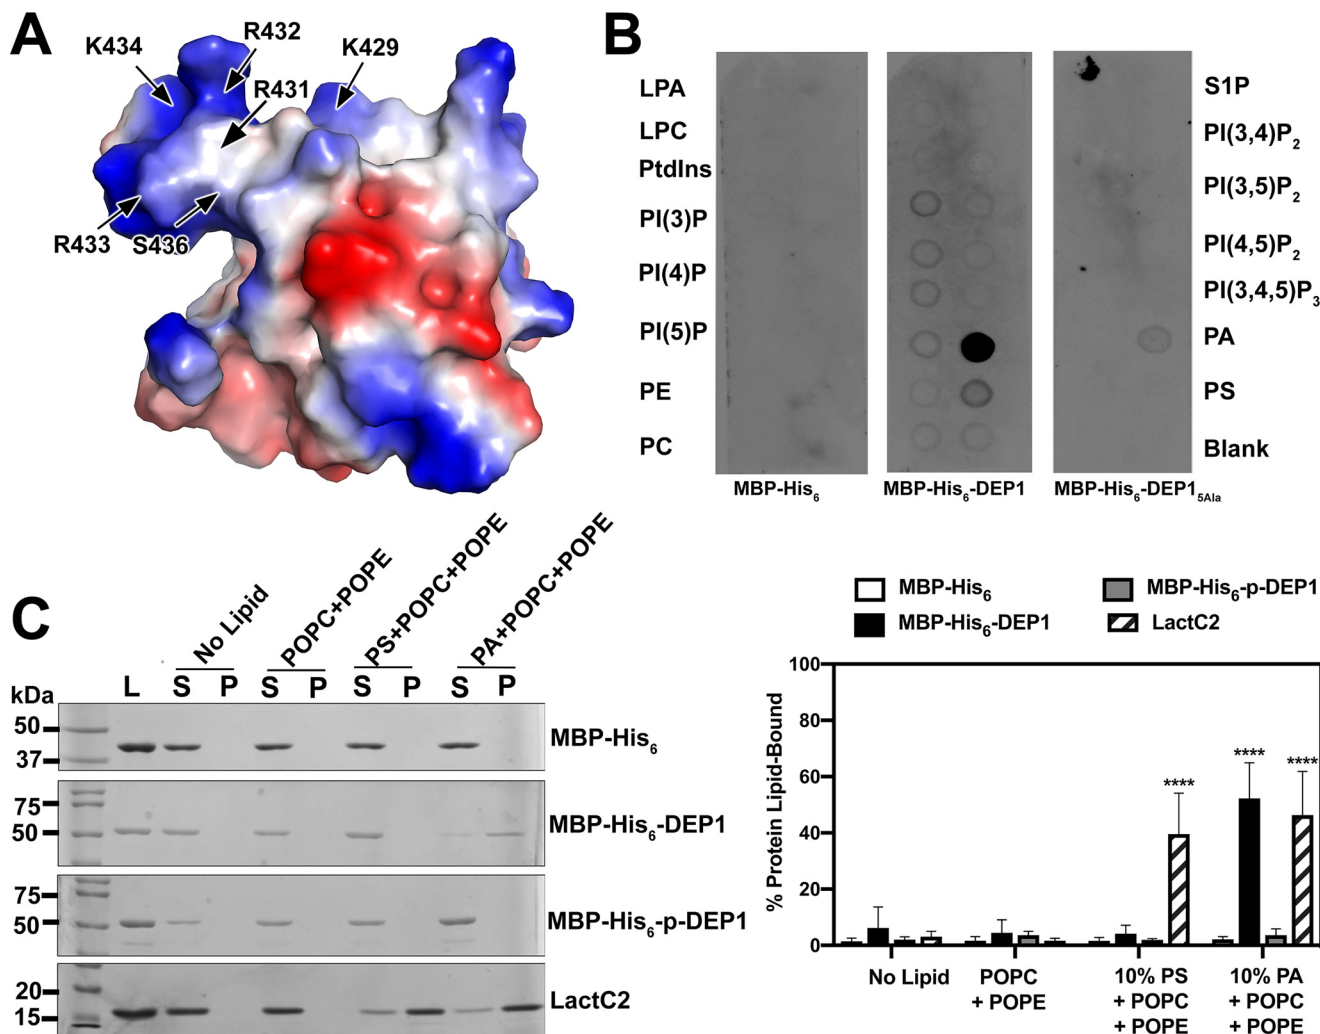 A
K434
R432
K429
R431
R433
S436
B
LPA
LPC
PtdIns
PI(3)P
PI(4)P
PI(5)P
PE
PC
S1P
PI(3,4)P₂
PI(3,5)P₂
PI(4,5)P₂
PI(3,4,5)P₃
PA
PS
Blank
MBP-His₆
MBP-His₆-DEP1
MBP-His₆-DEP1₅Ala
C
No Lipid
POPC+POPE
PS+POPC+POPE
PA+POPC+POPE
kDa
L S P S P S P S P
50
37
MBP-His₆
75
50
MBP-His₆-DEP1
75
50
MBP-His₆-p-DEP1
20
15
LactC2
MBP-His₆
MBP-His₆-p-DEP1
MBP-His₆-DEP1
LactC2
% Protein Lipid-Bound
100
80
60
40
20
0
****
****
****
No Lipid
POPC
+ POPE
10% PS
+ POPC
+ POPE
10% PA
+ POPC
+ POPE